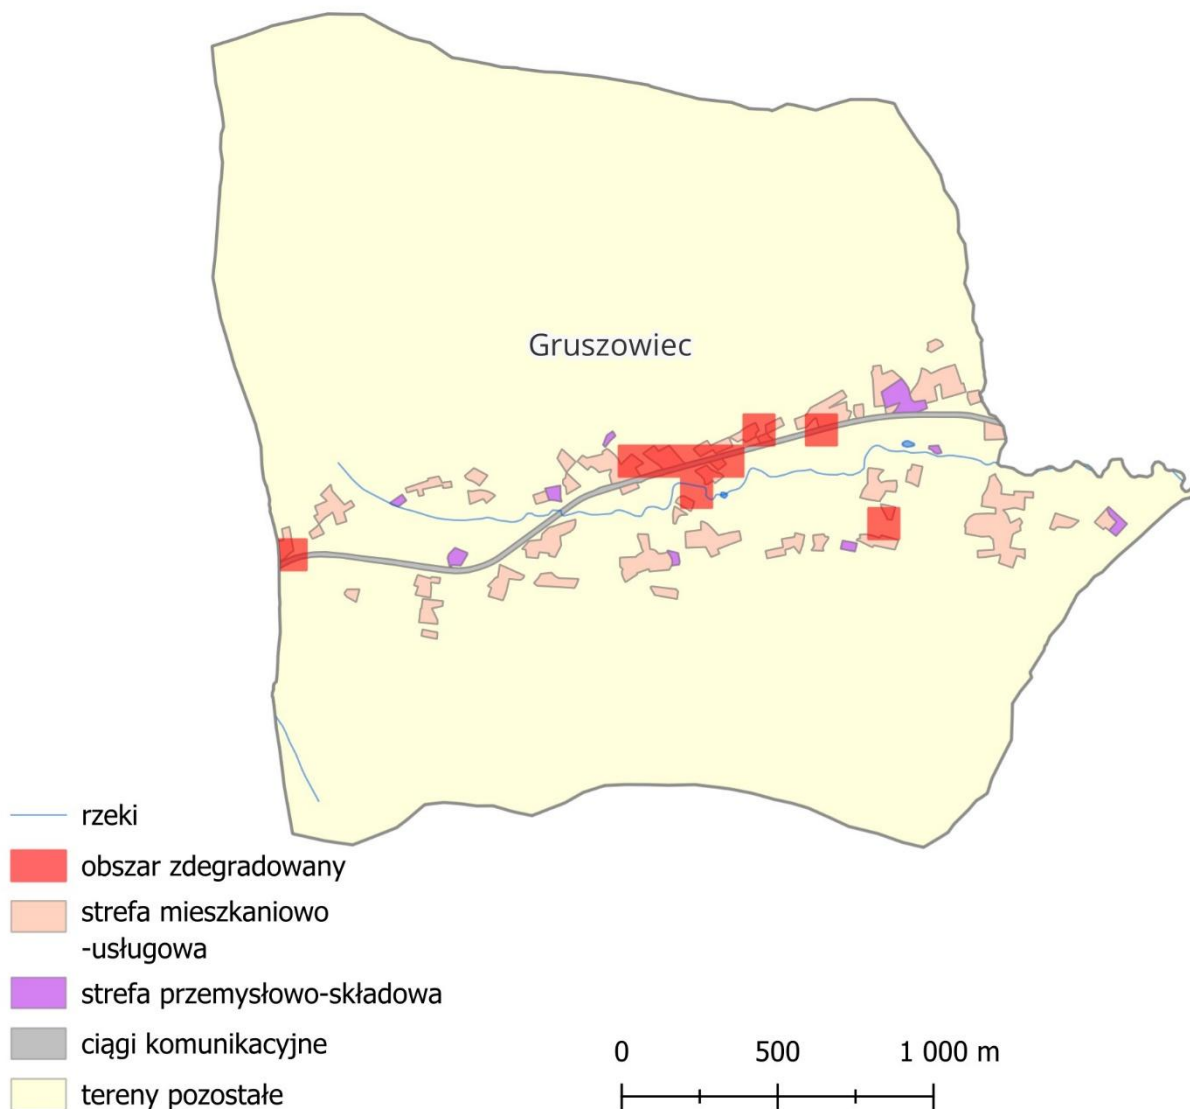 Gruszowiec
rzeki
obszar zdegradowany
strefa mieszkaniowo
-usługowa
strefa przemysłowo-składowa
ciągi komunikacyjne
tereny pozostałe
0 500 1 000 m